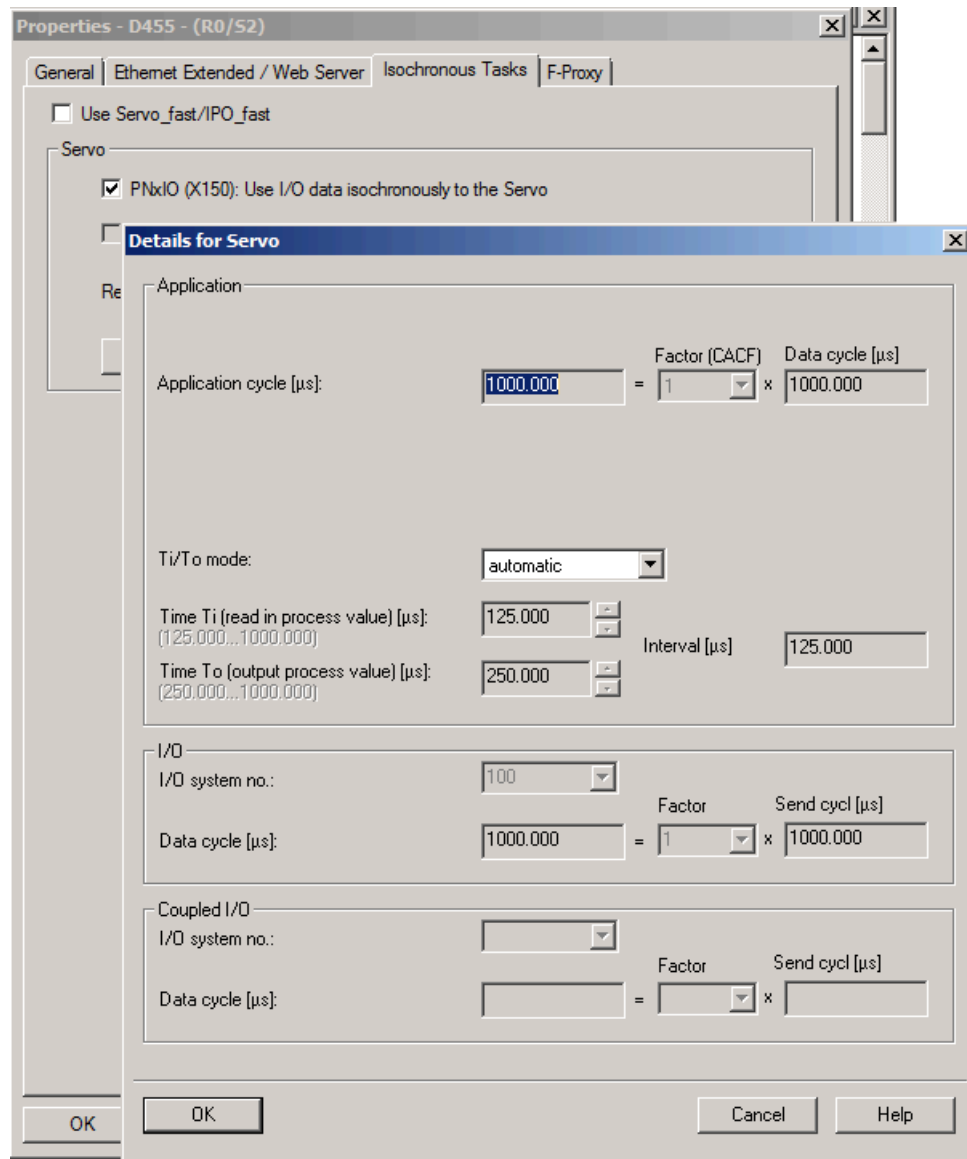 Properties - D455 - (R0/S2)
General Ethernet Extended / Web Server Isochronous Tasks F-Proxy
Use Servo_fast/IPO_fast
Servo
PNxIO (X150): Use I/O data isochronously to the Servo
Details for Servo
Re
Application
Factor (CACF) Data cycle [µs]
Application cycle [µs]: 1000.000 = 1 x 1000.000
Ti/To mode: automatic
Time Ti (read in process value) [µs]: 125.000
(125.000...1000.000)
Interval [µs] 125.000
Time To (output process value) [µs]: 250.000
(250.000...1000.000)
I/O
I/O system no.: 100
Factor Send cycl [µs]
Data cycle [µs]: 1000.000 = 1 x 1000.000
Coupled I/O
I/O system no.:
Factor Send cycl [µs]
Data cycle [µs]: = x
OK OK Cancel Help